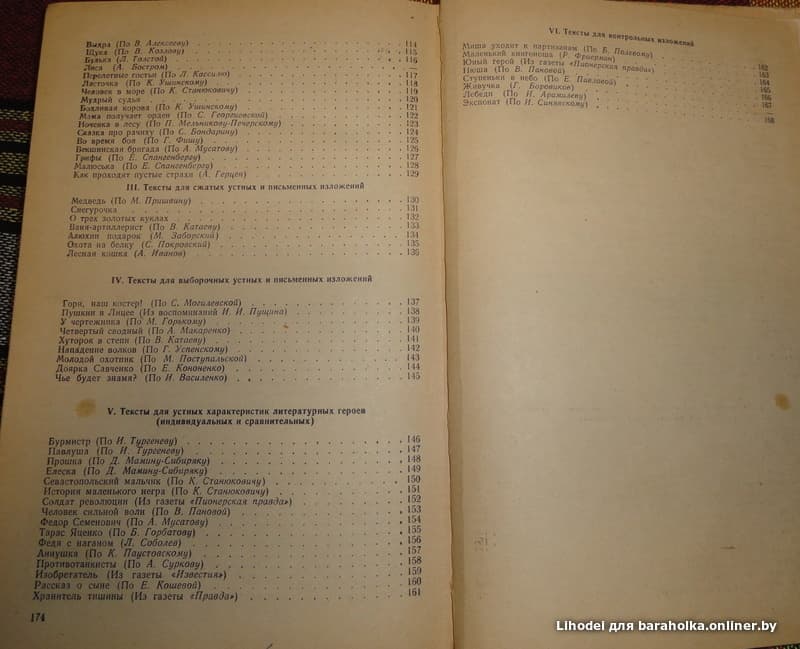 Выдра (По В. Алексееву) 114
Щука (По В. Козлову) 115
Булька (Л. Толстой) 116
Лиса (А. Востром) —
Перелетные гостьи (По Л. Кассилю) 117
Ласточка (По К. Ушинскому) 118
Человек в море (По К. Станюковичу) 119
Мудрый судья 120
Бодливая корова (По К. Ушинскому) 121
Мама получает орден (По С. Георгиевской) 122
Ночевка в лесу (По П. Мельникову-Печерскому) 123
Сказка про рачиху (По С. Бондарину) 124
Во время боя (По Г. Фишу) 125
Векшинская бригада (По А. Мусатову) 126
Грифы (По Е. Спангенбергу) 127
Малюська (По Е. Спангенбергу) 128
Как проходят пустые страхи (А. Герцен) 129
III. Тексты для сжатых устных и письменных изложений
Медведь (По М. Пришвину) 130
Снегурочка 131
О трех золотых куклах 132
Ваня-артиллерист (По В. Катаеву) 133
Алюхин подарок (М. Заборский) 134
Охота на белку (С. Покровский) 135
Лесная кошка (А. Иванов) 136
IV. Тексты для выборочных устных и письменных изложений
Гори, наш костер! (По С. Могилевской) 137
Пушкин в Лицее (Из воспоминаний И. И. Пущина) 138
У чертежника (По М. Горькому) 139
Четвертый сводный (По А. Макаренко) 140
Хуторок в степи (По В. Катаеву) 141
Нападение волков (По Г. Успенскому) 142
Молодой охотник (По М. Поступальской) 143
Доярка Савченко (По Е. Кононенко) 144
Чье будет знамя? (По И. Василенко) 145
V. Тексты для устных характеристик литературных героев
(индивидуальных и сравнительных)
Бурмистр (По И. Тургеневу) 146
Павлуша (По И. Тургеневу) 147
Прошка (По Д. Мамину-Сибиряку) 148
Елеска (По Д. Мамину-Сибиряку) 149
Севастопольский мальчик (По К. Станюковичу) 150
История маленького негра (По К. Станюковичу) 151
Солдат революции (Из газеты «Пионерская правда») 152
Человек сильной воли (По В. Пановой) 153
Федор Семенович (По А. Мусатову) 154
Тарас Яценко (По Б. Горбатову) 155
Федя с наганом (Л. Соболев) 156
Аннушка (По К. Паустовскому) 157
Противотанкисты (По А. Суркову) 158
Изобретатель (Из газеты «Известия») 159
Рассказ о сыне (По Е. Кошевой) 160
Хранитель тишины (Из газеты «Правда») 161
174
VI. Тексты для контрольных изложений
Миша уходит к партизанам (По Б. Полевому) 162
Маленький книгоноша (Р. Фраерман) 163
Юный герой (Из газеты «Пионерская правда») 164
Нюша (По В. Пановой) 165
Ступеньки в небо (По Е. Павловой) 166
Живучка (Г. Боровиков) 167
Лебеди (По И. Арамилеву) —
Экспонат (По И. Синявскому) 168
Lihodel для baraholka.onliner.by